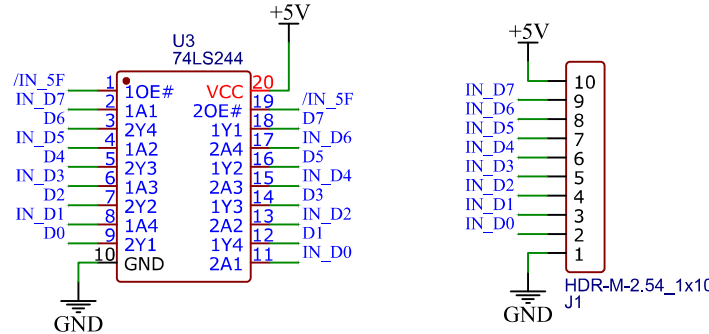 +5V
U3
74LS244
/IN_5F 1 1OE# VCC 20
IN_D7 2 1A1 2OE# 19 /IN_5F
D6 3 2Y4 1Y1 18 D7
IN_D5 4 1A2 2A4 17 IN_D6
D4 5 2Y3 1Y2 16 D5
IN_D3 6 1A3 2A3 15 IN_D4
D2 7 2Y2 1Y3 14 D3
IN_D1 8 1A4 2A2 13 IN_D2
D0 9 2Y1 1Y4 12 D1
10 GND 2A1 11 IN_D0
GND
+5V
10
IN_D7 9
IN_D6 8
IN_D5 7
IN_D4 6
IN_D3 5
IN_D2 4
IN_D1 3
IN_D0 2
1
HDR-M-2.54_1x10
J1
GND